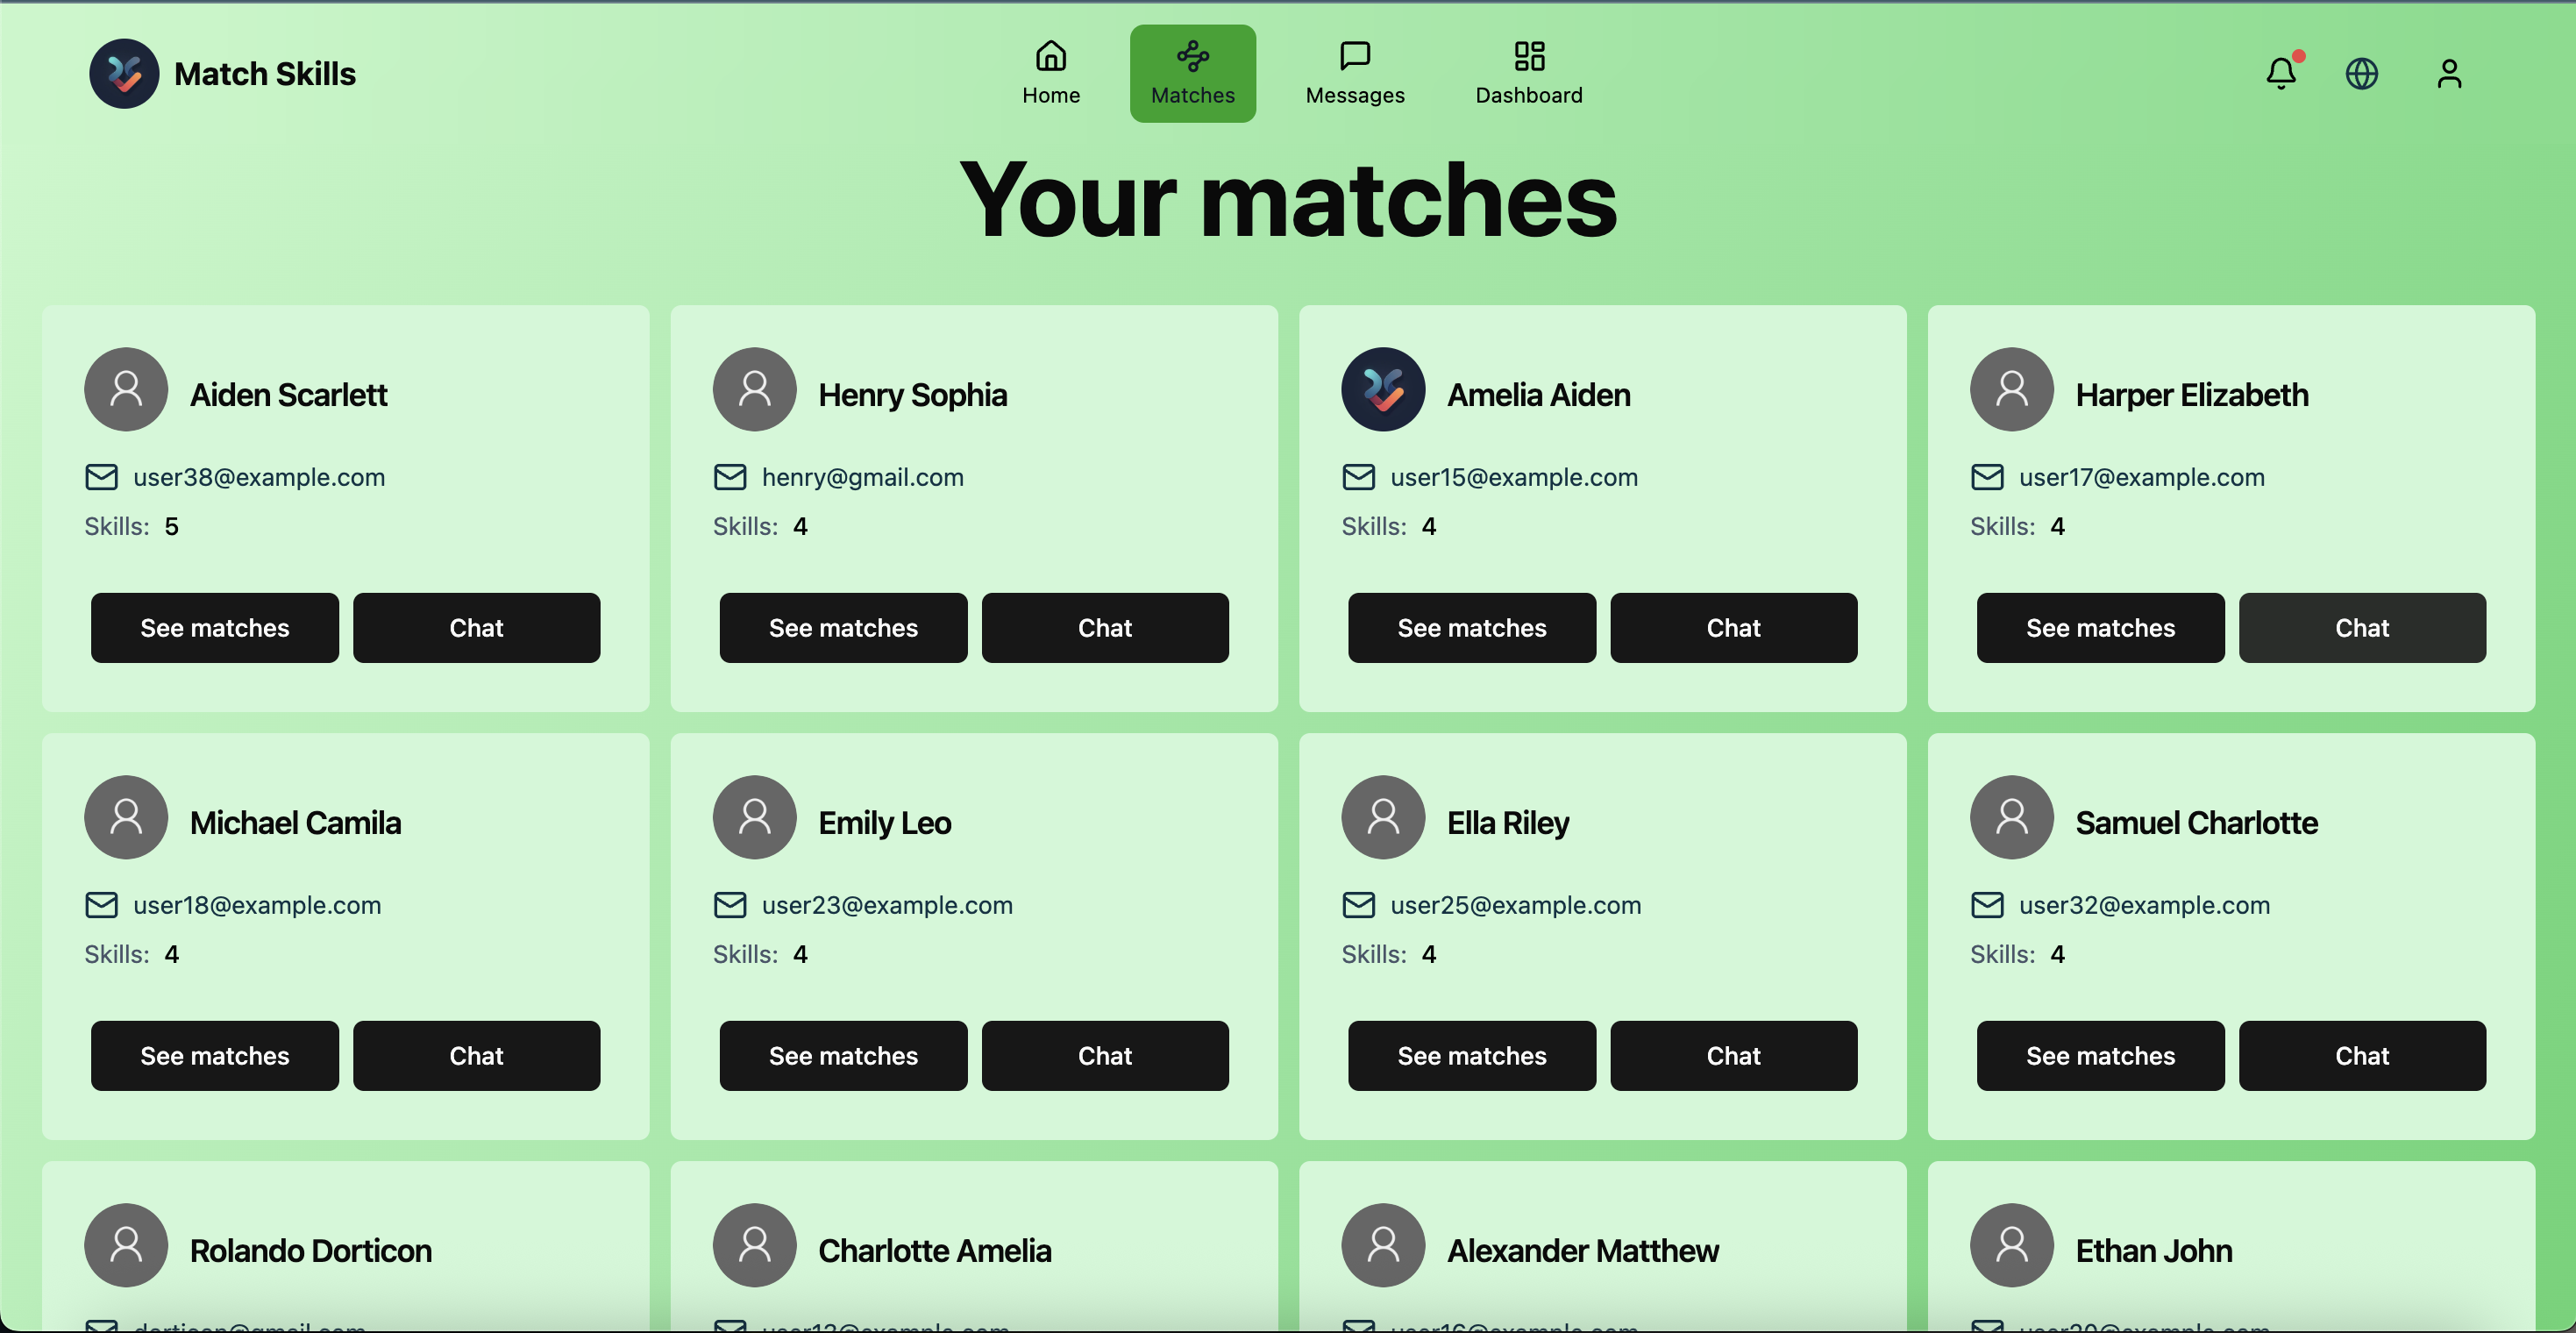 Match Skills
Home
Matches
Messages
Dashboard
Your matches
Aiden Scarlett
user38@example.com
Skills: 5
See matches
Chat
Henry Sophia
henry@gmail.com
Skills: 4
See matches
Chat
Amelia Aiden
user15@example.com
Skills: 4
See matches
Chat
Harper Elizabeth
user17@example.com
Skills: 4
See matches
Chat
Michael Camila
user18@example.com
Skills: 4
See matches
Chat
Emily Leo
user23@example.com
Skills: 4
See matches
Chat
Ella Riley
user25@example.com
Skills: 4
See matches
Chat
Samuel Charlotte
user32@example.com
Skills: 4
See matches
Chat
Rolando Dorticon
Charlotte Amelia
Alexander Matthew
Ethan John